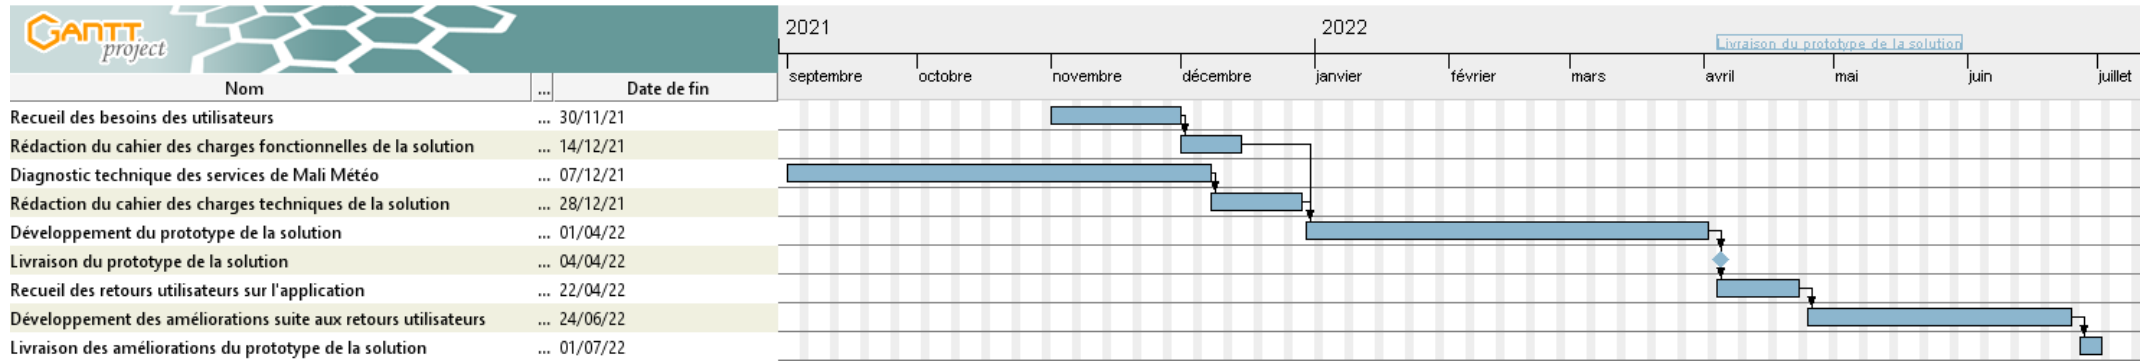 GANTT
project
2021
2022
Livraison du prototype de la solution
septembre octobre novembre décembre janvier février mars avril mai juin juillet
Nom ... Date de fin
Recueil des besoins des utilisateurs ... 30/11/21
Rédaction du cahier des charges fonctionnelles de la solution ... 14/12/21
Diagnostic technique des services de Mali Météo ... 07/12/21
Rédaction du cahier des charges techniques de la solution ... 28/12/21
Développement du prototype de la solution ... 01/04/22
Livraison du prototype de la solution ... 04/04/22
Recueil des retours utilisateurs sur l'application ... 22/04/22
Développement des améliorations suite aux retours utilisateurs ... 24/06/22
Livraison des améliorations du prototype de la solution ... 01/07/22